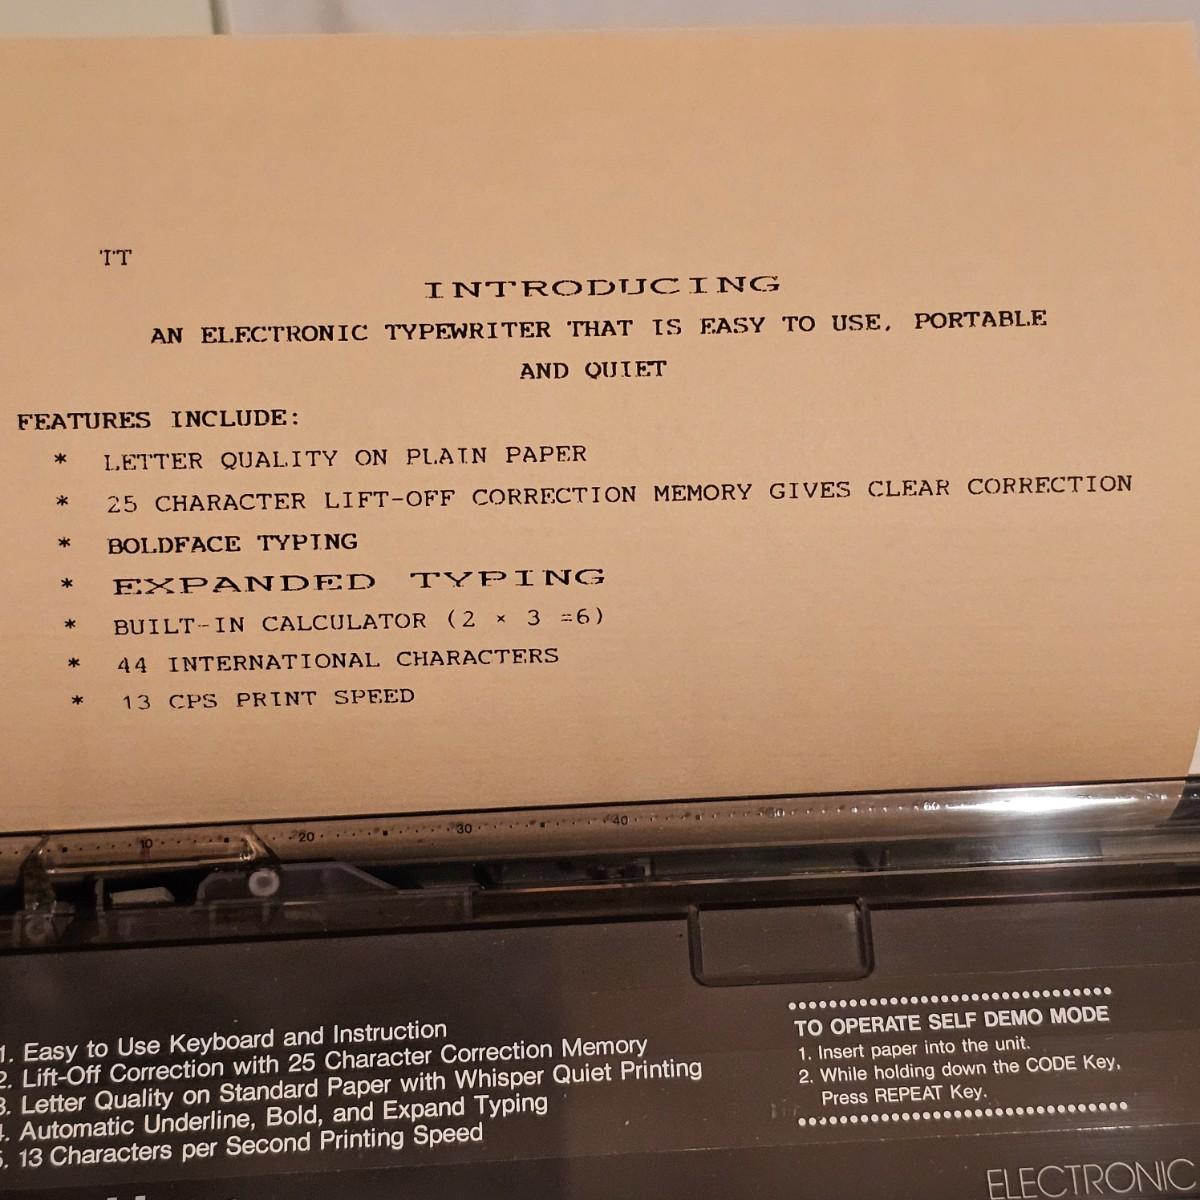 TT
INTRODUCING
AN ELECTRONIC TYPEWRITER THAT IS EASY TO USE, PORTABLE
AND QUIET
FEATURES INCLUDE:
* LETTER QUALITY ON PLAIN PAPER
* 25 CHARACTER LIFT-OFF CORRECTION MEMORY GIVES CLEAR CORRECTION
* BOLDFACE TYPING
* EXPANDED TYPING
* BUILT-IN CALCULATOR (2 × 3 =6)
* 44 INTERNATIONAL CHARACTERS
* 13 CPS PRINT SPEED
10 20 30 40 50 60
1. Easy to Use Keyboard and Instruction
2. Lift-Off Correction with 25 Character Correction Memory
3. Letter Quality on Standard Paper with Whisper Quiet Printing
4. Automatic Underline, Bold, and Expand Typing
5. 13 Characters per Second Printing Speed
TO OPERATE SELF DEMO MODE
1. Insert paper into the unit.
2. While holding down the CODE Key,
Press REPEAT Key.
ELECTRONIC